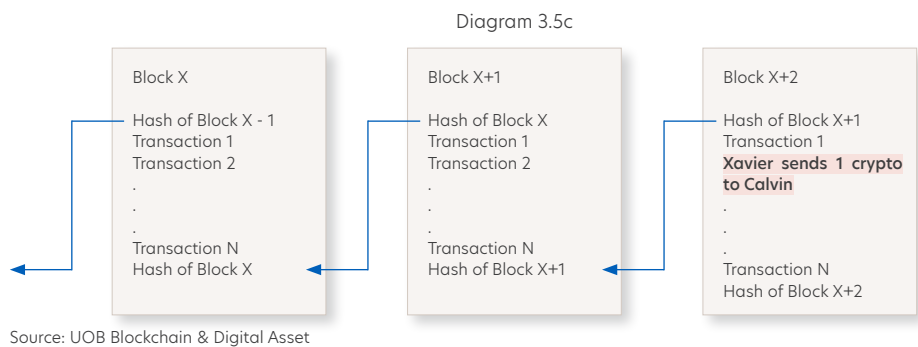 Diagram 3.5c
Block X
Hash of Block X - 1
Transaction 1
Transaction 2
.
.
.
Transaction N
Hash of Block X
Block X+1
Hash of Block X
Transaction 1
Transaction 2
.
.
.
Transaction N
Hash of Block X+1
Block X+2
Hash of Block X+1
Transaction 1
Xavier sends 1 crypto
to Calvin
.
.
.
Transaction N
Hash of Block X+2
Source: UOB Blockchain & Digital Asset